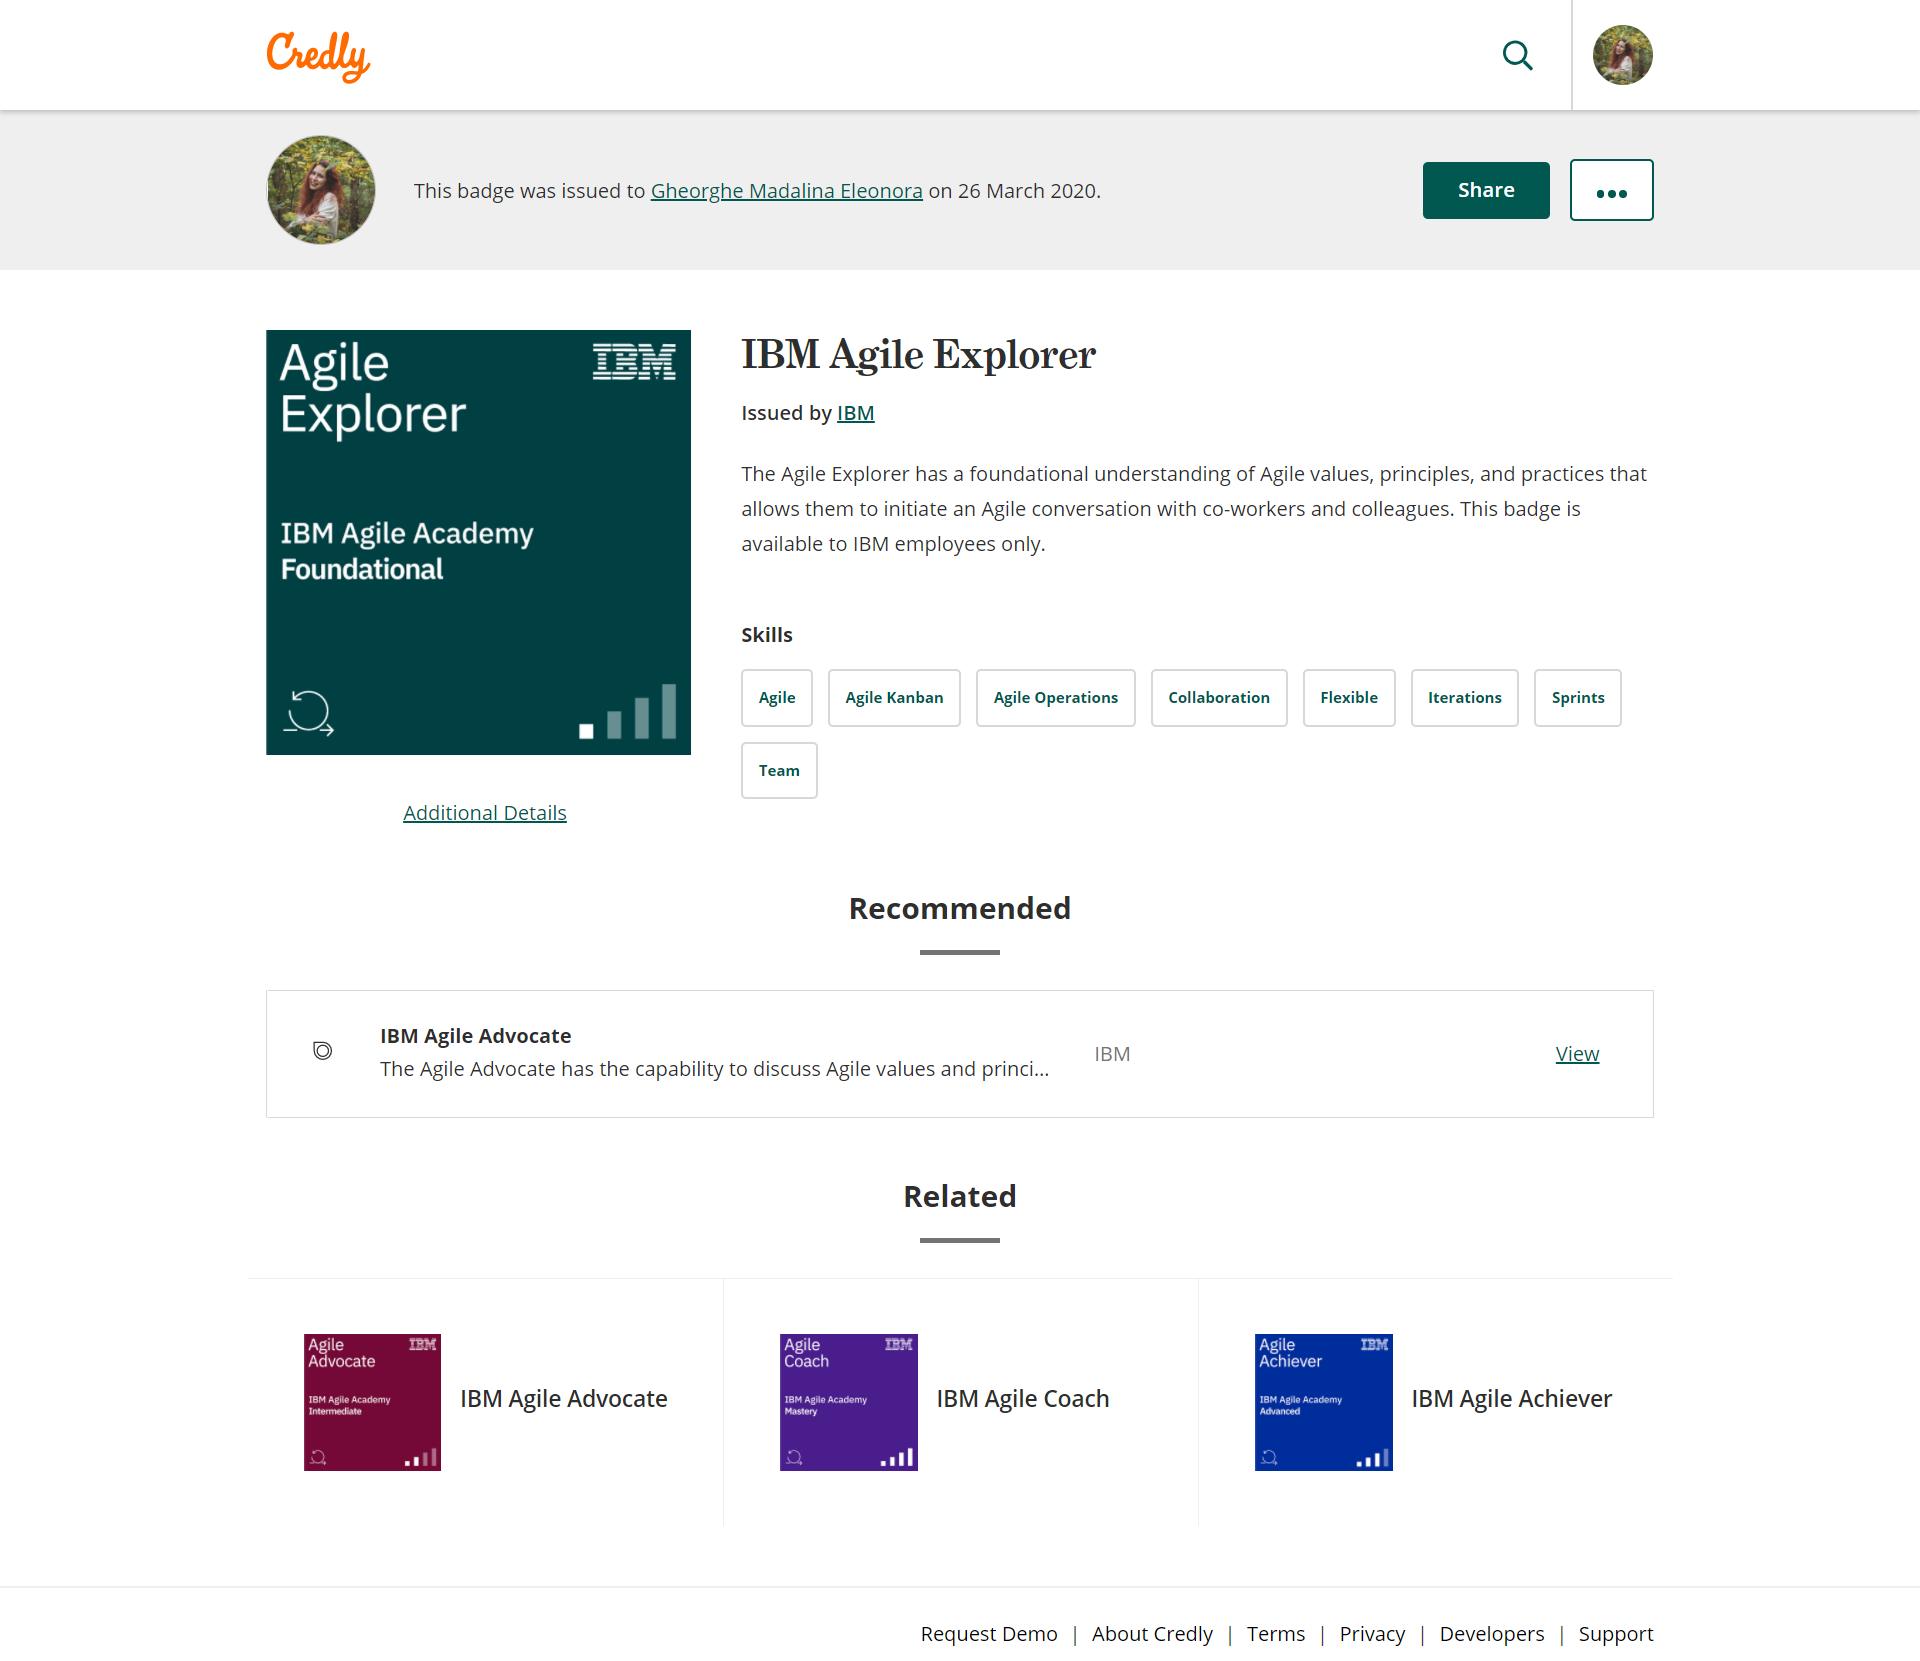 Credly
This badge was issued to Gheorghe Madalina Eleonora on 26 March 2020.
Share
Agile
Explorer
IBM
IBM Agile Academy
Foundational
Additional Details
IBM Agile Explorer
Issued by IBM
The Agile Explorer has a foundational understanding of Agile values, principles, and practices that
allows them to initiate an Agile conversation with co-workers and colleagues. This badge is
available to IBM employees only.
Skills
Agile
Agile Kanban
Agile Operations
Collaboration
Flexible
Iterations
Sprints
Team
Recommended
IBM Agile Advocate
The Agile Advocate has the capability to discuss Agile values and princi...
IBM
View
Related
Agile
Advocate
IBM
IBM Agile Academy
Intermediate
IBM Agile Advocate
Agile
Coach
IBM
IBM Agile Academy
Mastery
IBM Agile Coach
Agile
Achiever
IBM
IBM Agile Academy
Advanced
IBM Agile Achiever
Request Demo | About Credly | Terms | Privacy | Developers | Support